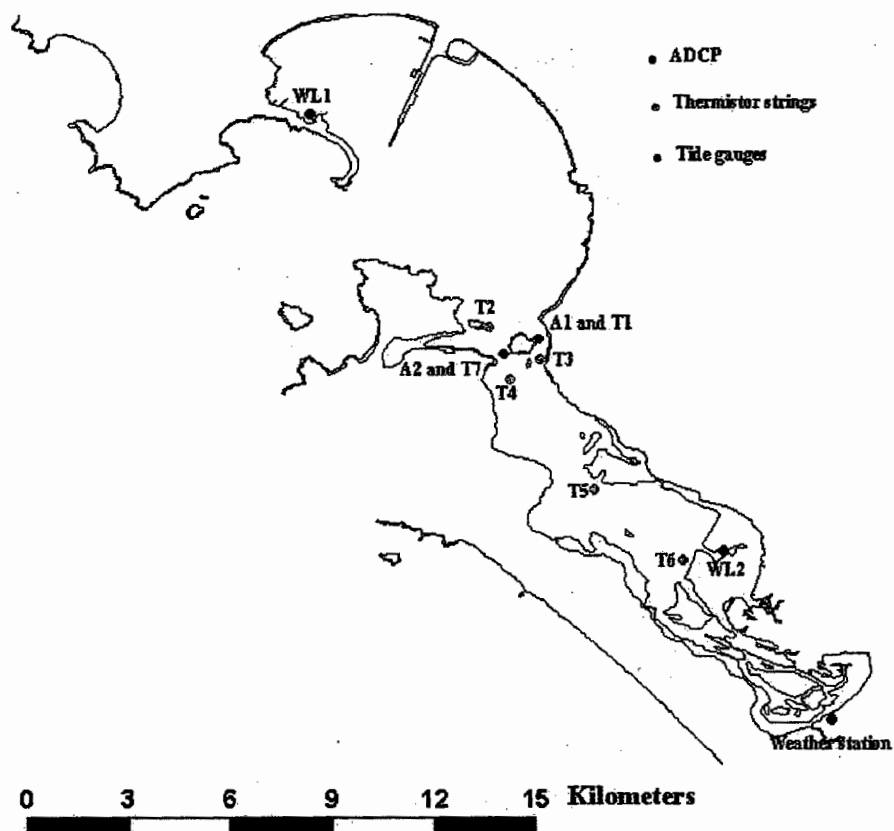 ADCP
WL1
Thermistor strings
Tide gauges
T2
A1 and T1
T3
A2 and T7
T4
T5
T6
WL2
Weather Station
0 3 6 9 12 15 Kilometers